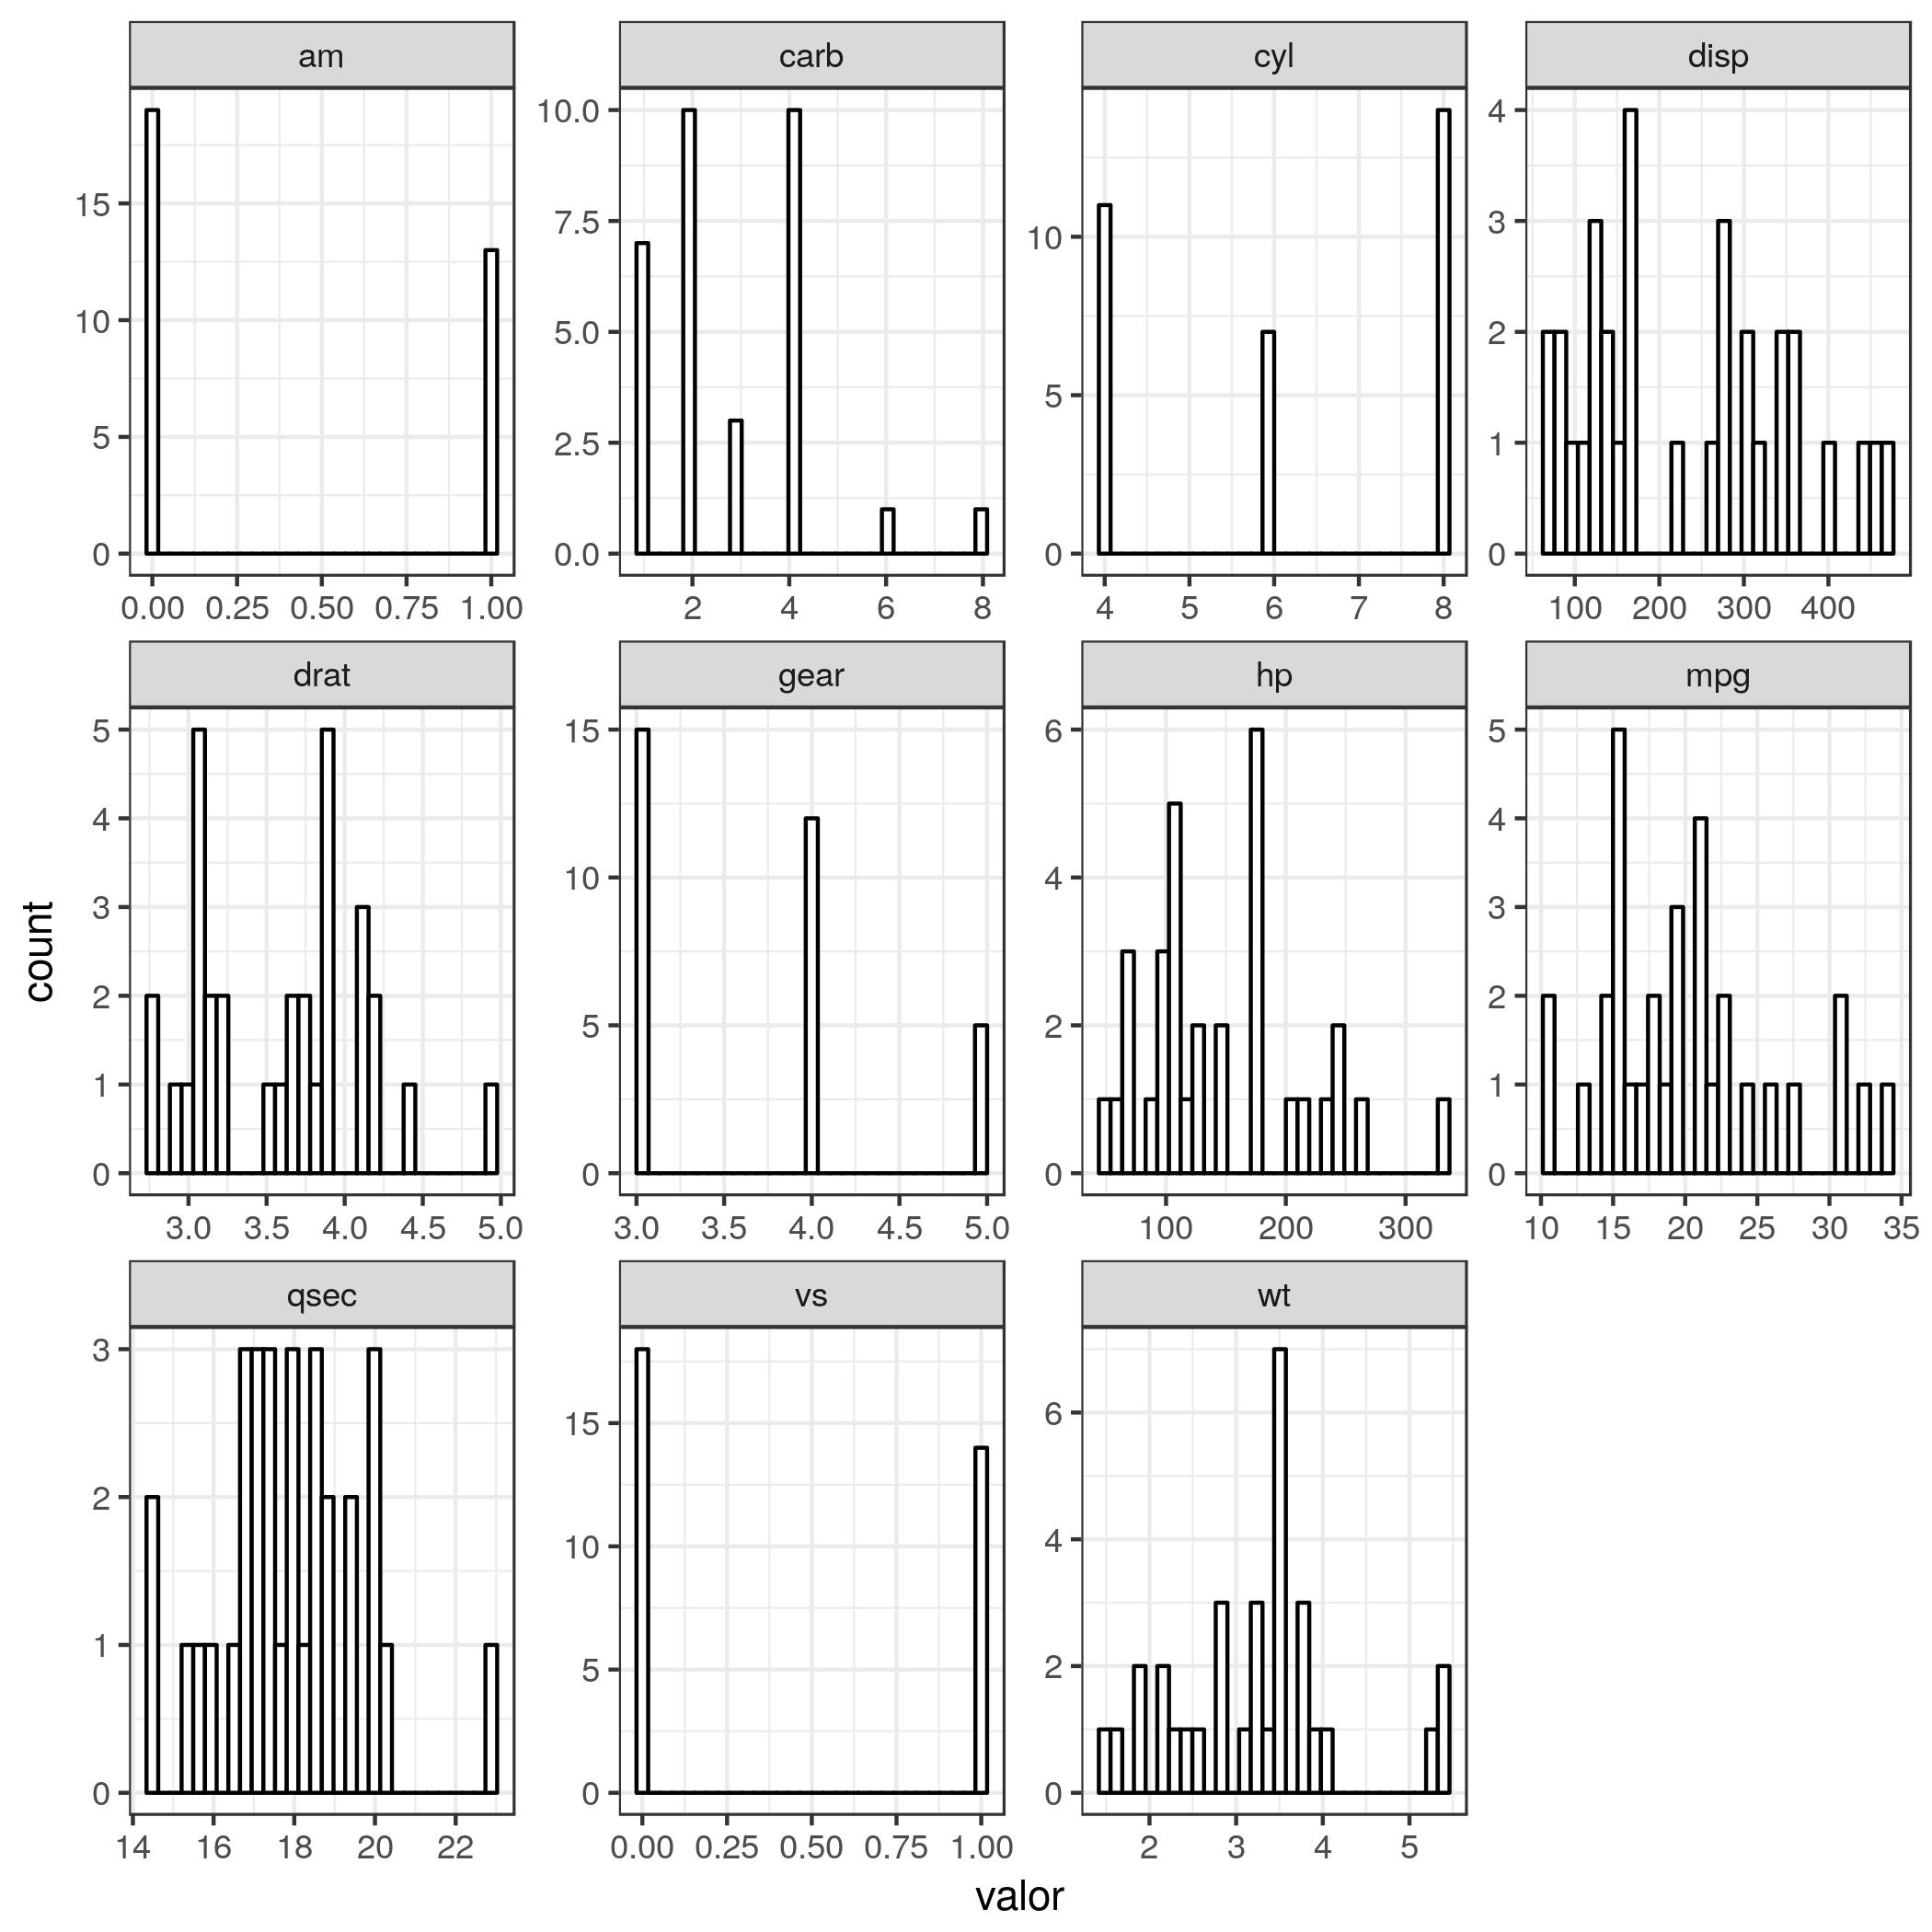 am carb cyl disp
15 10 5 0
10.0 7.5 5.0 2.5 0.0
10 5 0
4 3 2 1 0
0.00 0.25 0.50 0.75 1.00
2 4 6 8
4 5 6 7 8
100 200 300 400
drat gear hp mpg
5 4 3 2 1 0
15 10 5 0
6 4 2 0
5 4 3 2 1 0
3.0 3.5 4.0 4.5 5.0
3.0 3.5 4.0 4.5 5.0
100 200 300
10 15 20 25 30 35
qsec vs wt
3 2 1 0
15 10 5 0
6 4 2 0
14 16 18 20 22
0.00 0.25 0.50 0.75 1.00
2 3 4 5
count
valor